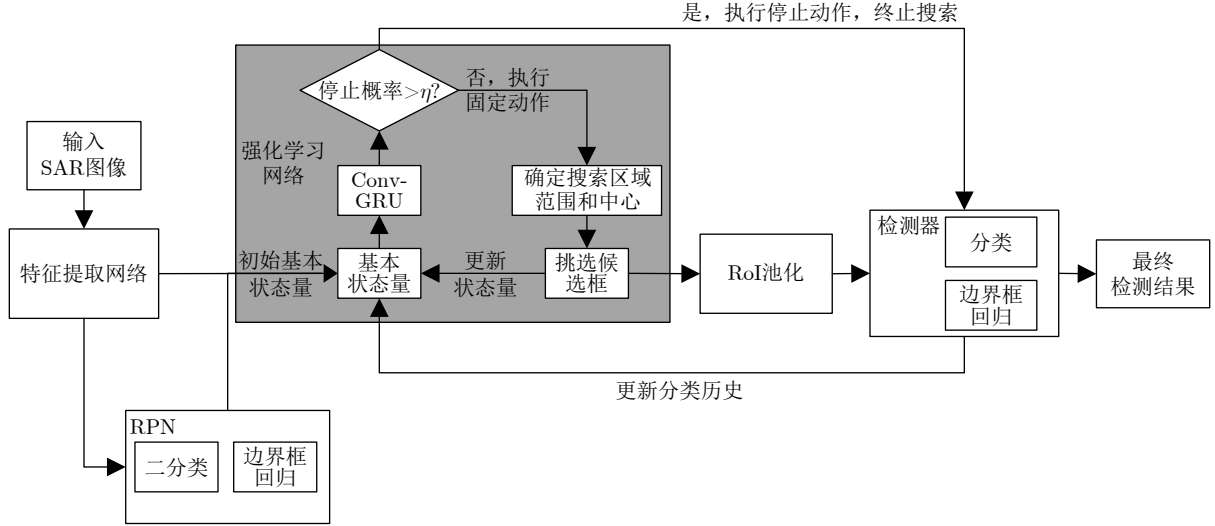 是，执行停止动作，终止搜索
停止概率>η?
否，执行
固定动作
输入
SAR图像
强化学习
网络
Conv-
GRU
确定搜索区域
范围和中心
检测器
分类
特征提取网络
初始基本
状态量
基本
状态量
更新
状态量
挑选候
选框
RoI池化
边界框
回归
最终
检测结果
更新分类历史
RPN
二分类
边界框
回归